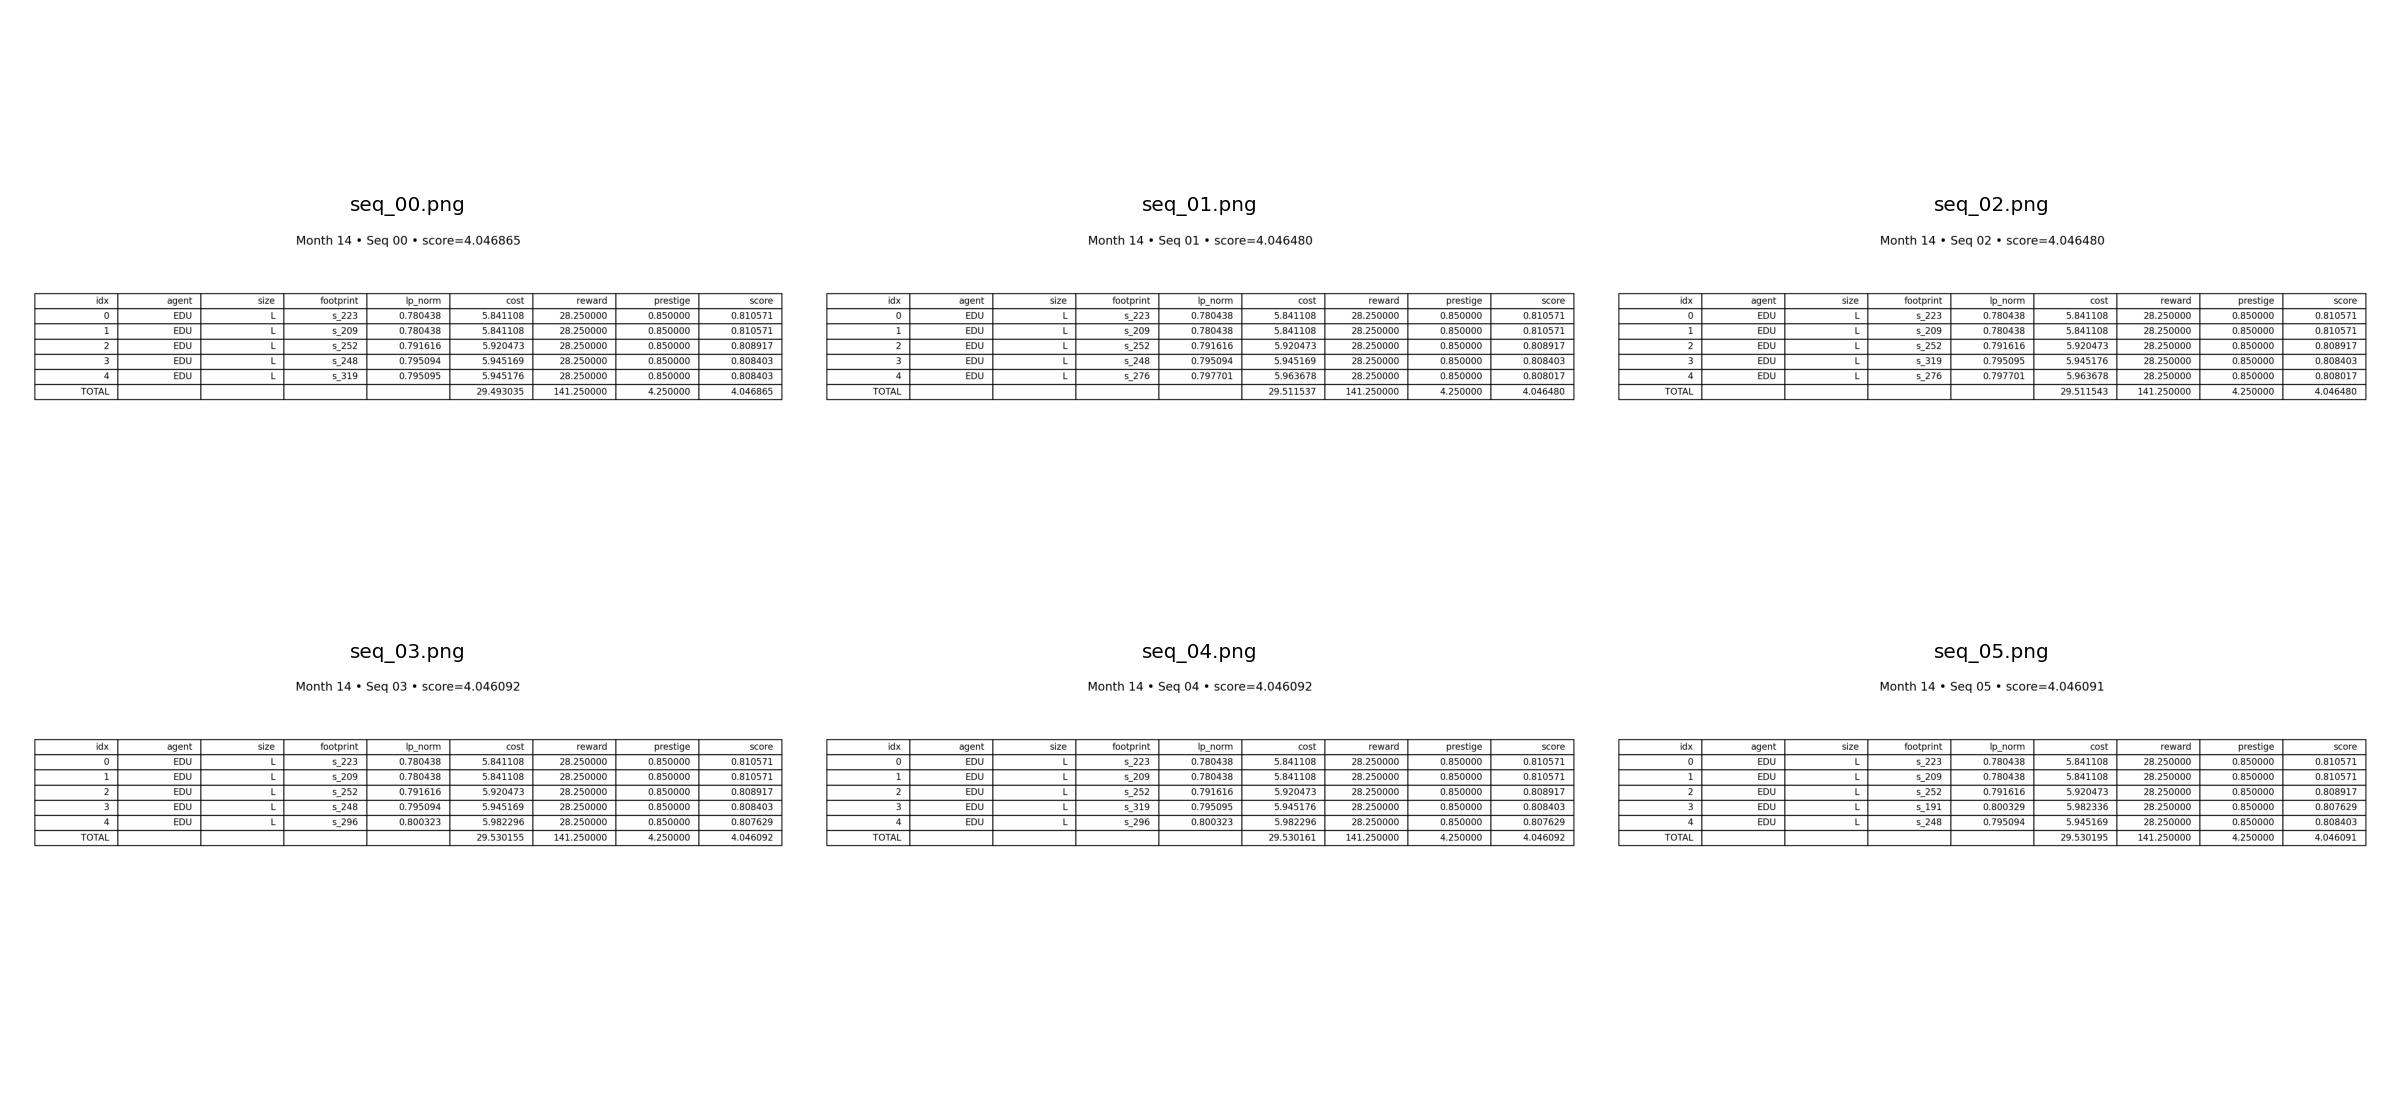 seq_00.png
Month 14 • Seq 00 • score=4.046865
idx agent size footprint lp_norm cost reward prestige score
0 EDU L s_223 0.780438 5.841108 28.250000 0.850000 0.810571
1 EDU L s_209 0.780438 5.841108 28.250000 0.850000 0.810571
2 EDU L s_252 0.791616 5.920473 28.250000 0.850000 0.808917
3 EDU L s_248 0.795094 5.945169 28.250000 0.850000 0.808403
4 EDU L s_319 0.795095 5.945176 28.250000 0.850000 0.808403
TOTAL 29.493035 141.250000 4.250000 4.046865
seq_01.png
Month 14 • Seq 01 • score=4.046480
idx agent size footprint lp_norm cost reward prestige score
0 EDU L s_223 0.780438 5.841108 28.250000 0.850000 0.810571
1 EDU L s_209 0.780438 5.841108 28.250000 0.850000 0.810571
2 EDU L s_252 0.791616 5.920473 28.250000 0.850000 0.808917
3 EDU L s_248 0.795094 5.945169 28.250000 0.850000 0.808403
4 EDU L s_276 0.797701 5.963678 28.250000 0.850000 0.808017
TOTAL 29.511537 141.250000 4.250000 4.046480
seq_02.png
Month 14 • Seq 02 • score=4.046480
idx agent size footprint lp_norm cost reward prestige score
0 EDU L s_223 0.780438 5.841108 28.250000 0.850000 0.810571
1 EDU L s_209 0.780438 5.841108 28.250000 0.850000 0.810571
2 EDU L s_252 0.791616 5.920473 28.250000 0.850000 0.808917
3 EDU L s_319 0.795095 5.945176 28.250000 0.850000 0.808403
4 EDU L s_276 0.797701 5.963678 28.250000 0.850000 0.808017
TOTAL 29.511543 141.250000 4.250000 4.046480
seq_03.png
Month 14 • Seq 03 • score=4.046092
idx agent size footprint lp_norm cost reward prestige score
0 EDU L s_223 0.780438 5.841108 28.250000 0.850000 0.810571
1 EDU L s_209 0.780438 5.841108 28.250000 0.850000 0.810571
2 EDU L s_252 0.791616 5.920473 28.250000 0.850000 0.808917
3 EDU L s_248 0.795094 5.945169 28.250000 0.850000 0.808403
4 EDU L s_296 0.800323 5.982296 28.250000 0.850000 0.807629
TOTAL 29.530155 141.250000 4.250000 4.046092
seq_04.png
Month 14 • Seq 04 • score=4.046092
idx agent size footprint lp_norm cost reward prestige score
0 EDU L s_223 0.780438 5.841108 28.250000 0.850000 0.810571
1 EDU L s_209 0.780438 5.841108 28.250000 0.850000 0.810571
2 EDU L s_252 0.791616 5.920473 28.250000 0.850000 0.808917
3 EDU L s_319 0.795095 5.945176 28.250000 0.850000 0.808403
4 EDU L s_296 0.800323 5.982296 28.250000 0.850000 0.807629
TOTAL 29.530161 141.250000 4.250000 4.046092
seq_05.png
Month 14 • Seq 05 • score=4.046091
idx agent size footprint lp_norm cost reward prestige score
0 EDU L s_223 0.780438 5.841108 28.250000 0.850000 0.810571
1 EDU L s_209 0.780438 5.841108 28.250000 0.850000 0.810571
2 EDU L s_252 0.791616 5.920473 28.250000 0.850000 0.808917
3 EDU L s_191 0.800329 5.982336 28.250000 0.850000 0.807629
4 EDU L s_248 0.795094 5.945169 28.250000 0.850000 0.808403
TOTAL 29.530195 141.250000 4.250000 4.046091